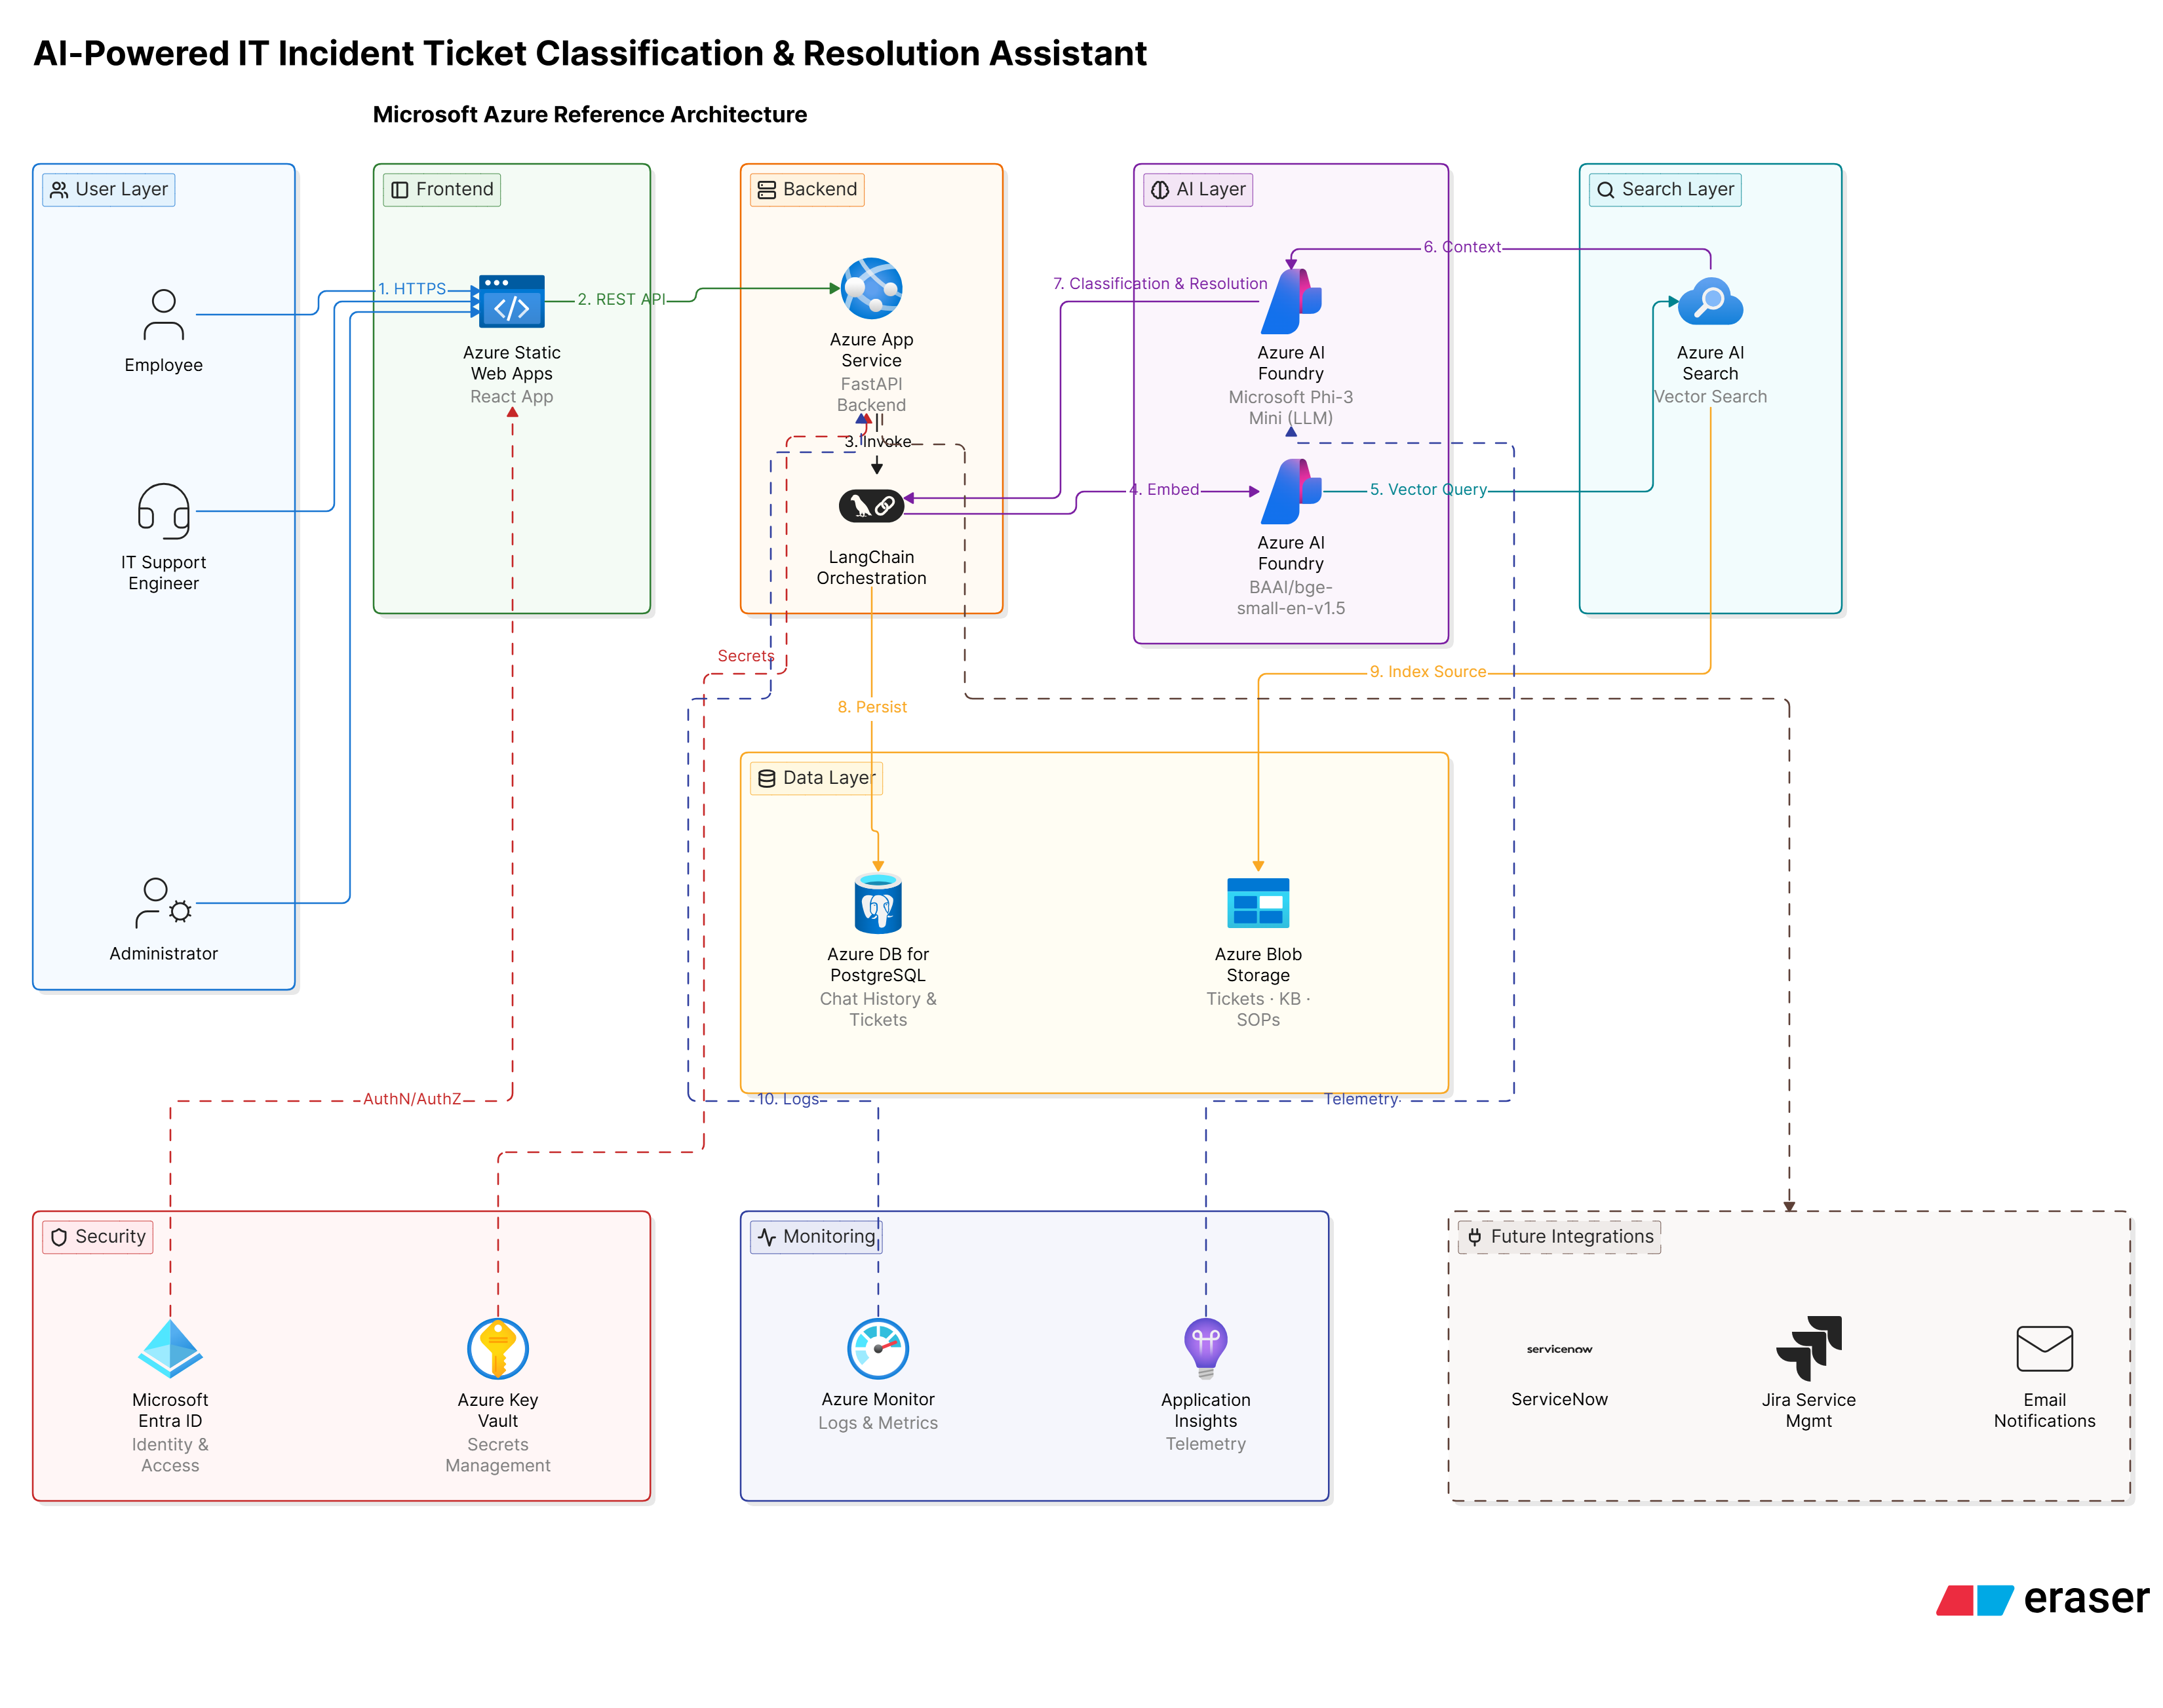 AI-Powered IT Incident Ticket Classification & Resolution Assistant
Microsoft Azure Reference Architecture
User Layer
Employee
IT Support
Engineer
Administrator
1. HTTPS
Frontend
Azure Static
Web Apps
React App
2. REST API
Backend
Azure App
Service
FastAPI
Backend
3. Invoke
LangChain
Orchestration
AI Layer
7. Classification & Resolution
Azure AI
Foundry
Microsoft Phi-3
Mini (LLM)
4. Embed
Azure AI
Foundry
BAAI/bge-
small-en-v1.5
6. Context
5. Vector Query
Search Layer
Azure AI
Search
Vector Search
Secrets
8. Persist
9. Index Source
Data Layer
Azure DB for
PostgreSQL
Chat History &
Tickets
Azure Blob
Storage
Tickets · KB ·
SOPs
AuthN/AuthZ
10. Logs
Telemetry
Security
Microsoft
Entra ID
Identity &
Access
Azure Key
Vault
Secrets
Management
Monitoring
Azure Monitor
Logs & Metrics
Application
Insights
Telemetry
Future Integrations
servicenow
ServiceNow
Jira Service
Mgmt
Email
Notifications
eraser